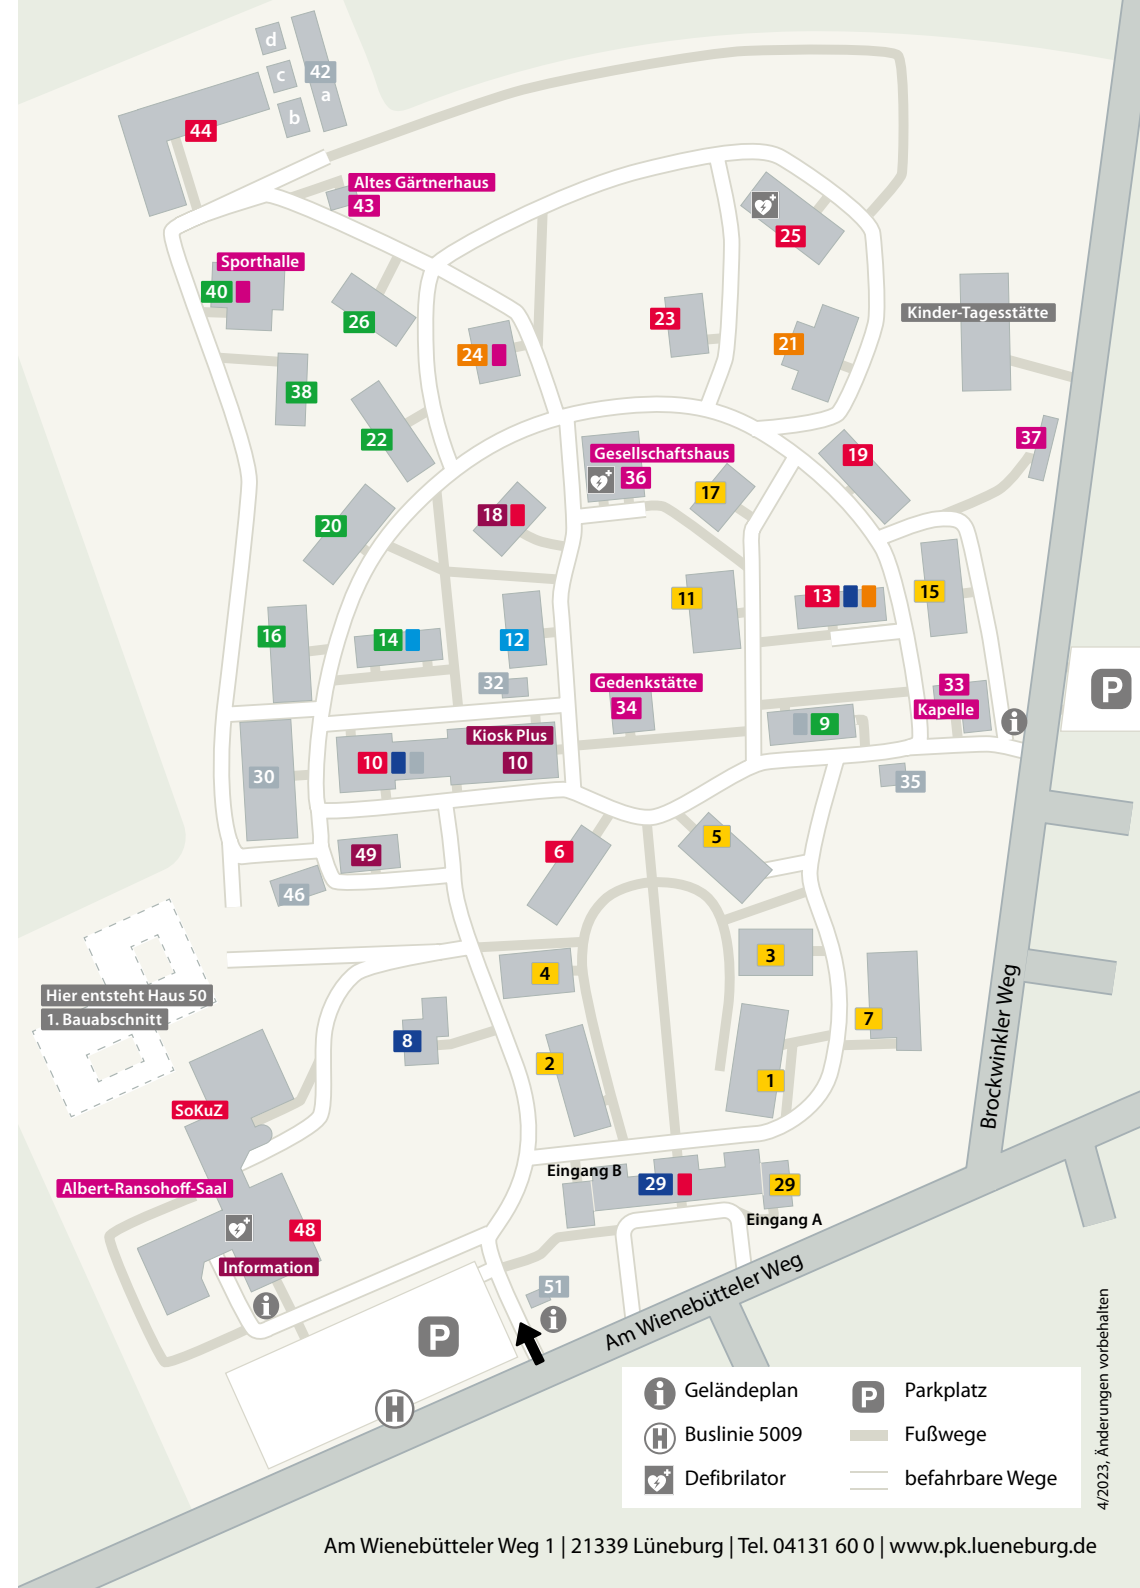 d
42
c
a
b
44
Altes Gärtnerhaus
43
25
Sporthalle
40
26
23
Kinder-Tagesstätte
24
21
38
22
Gesellschaftshaus
36
37
19
17
18
20
11
13
15
16
14
12
32
Gedenkstätte
34
33
Kapelle
P
i
9
Kiosk Plus
10
10
30
35
5
49
6
46
3
4
Hier entsteht Haus 50
1. Bauabschnitt
7
8
2
1
Brockwinkler Weg
SoKuZ
Eingang B
29
29
Albert-Ransohoff-Saal
Eingang A
48
Information
i
51
i
P
H
Am Wienebütteler Weg
i Geländeplan
P Parkplatz
H Buslinie 5009
Fußwege
Defibrilator
befahrbare Wege
4/2023, Änderungen vorbehalten
Am Wienebütteler Weg 1 | 21339 Lüneburg | Tel. 04131 60 0 | www.pk.lueneburg.de